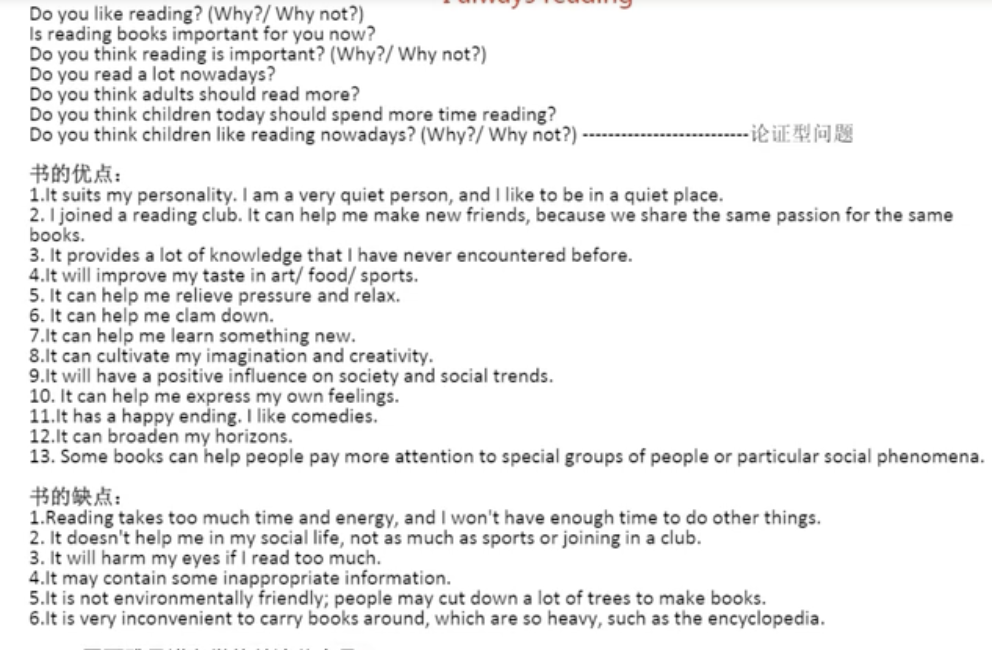 always reading
Do you like reading? (Why?/ Why not?)
Is reading books important for you now?
Do you think reading is important? (Why?/ Why not?)
Do you read a lot nowadays?
Do you think adults should read more?
Do you think children today should spend more time reading?
Do you think children like reading nowadays? (Why?/ Why not?) --------------------------论证型问题
书的优点：
1.It suits my personality. I am a very quiet person, and I like to be in a quiet place.
2. I joined a reading club. It can help me make new friends, because we share the same passion for the same
books.
3. It provides a lot of knowledge that I have never encountered before.
4.It will improve my taste in art/ food/ sports.
5. It can help me relieve pressure and relax.
6. It can help me clam down.
7.It can help me learn something new.
8.It can cultivate my imagination and creativity.
9.It will have a positive influence on society and social trends.
10. It can help me express my own feelings.
11.It has a happy ending. I like comedies.
12.It can broaden my horizons.
13. Some books can help people pay more attention to special groups of people or particular social phenomena.
书的缺点：
1.Reading takes too much time and energy, and I won't have enough time to do other things.
2. It doesn't help me in my social life, not as much as sports or joining in a club.
3. It will harm my eyes if I read too much.
4.It may contain some inappropriate information.
5.It is not environmentally friendly; people may cut down a lot of trees to make books.
6.It is very inconvenient to carry books around, which are so heavy, such as the encyclopedia.